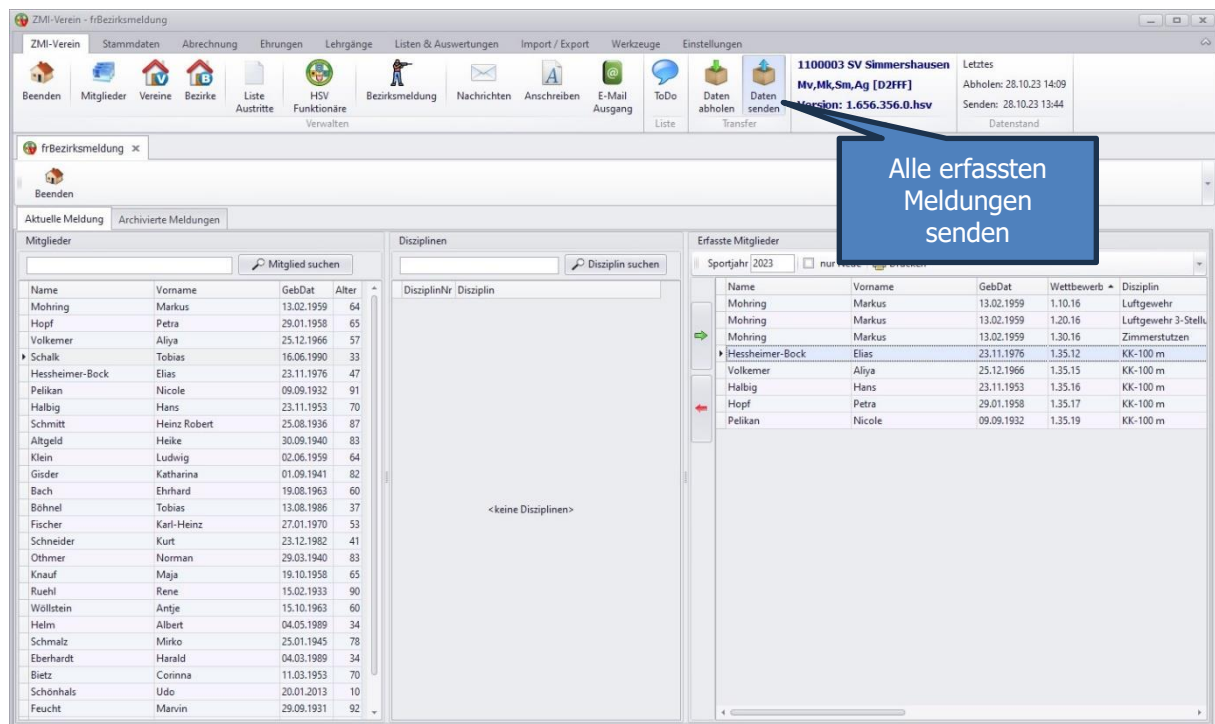 ZMI-Verein - frBezirksmeldung
ZMI-Verein Stammdaten Abrechnung Ehrungen Lehrgänge Listen & Auswertungen Import / Export Werkzeuge Einstellungen
Beenden Mitglieder Vereine Bezirke Liste Austritte HSV Funktionäre Bezirksmeldung Nachrichten Anschreiben E-Mail Ausgang ToDo Daten abholen Daten senden
Verwalten Liste Transfer
1100003 SV Simmershausen
Mv,Mk,Sm,Ag [D2FFF]
Version: 1.656.356.0.hsv
Letztes
Abholen: 28.10.23 14:09
Senden: 28.10.23 13:44
Datenstand
frBezirksmeldung
Beenden
Alle erfassten
Meldungen
senden
Aktuelle Meldung Archivierte Meldungen
Mitglieder
Mitglied suchen
Name Vorname GebDat Alter
Mohring Markus 13.02.1959 64
Hopf Petra 29.01.1958 65
Volkemer Aliya 25.12.1966 57
Schalk Tobias 16.06.1990 33
Hessheimer-Bock Elias 23.11.1976 47
Pelikan Nicole 09.09.1932 91
Halbig Hans 23.11.1953 70
Schmitt Heinz Robert 25.08.1936 87
Altgeld Heike 30.09.1940 83
Klein Ludwig 02.06.1959 64
Gisder Katharina 01.09.1941 82
Bach Ehrhard 19.08.1963 60
Böhnel Tobias 13.08.1986 37
Fischer Karl-Heinz 27.01.1970 53
Schneider Kurt 23.12.1982 41
Othmer Norman 29.03.1940 83
Knauf Maja 19.10.1958 65
Ruehl Rene 15.02.1933 90
Wöllstein Antje 15.10.1963 60
Helm Albert 04.05.1989 34
Schmalz Mirko 25.01.1945 78
Eberhardt Harald 04.03.1989 34
Bietz Corinna 11.03.1953 70
Schönhals Udo 20.01.2013 10
Feucht Marvin 29.09.1931 92
Disziplinen
Disziplin suchen
DisziplinNr Disziplin
<keine Disziplinen>
Erfasste Mitglieder
Sportjahr 2023 nur Neue Drucken
Name Vorname GebDat Wettbewerb Disziplin
Mohring Markus 13.02.1959 1.10.16 Luftgewehr
Mohring Markus 13.02.1959 1.20.16 Luftgewehr 3-Stellu
Mohring Markus 13.02.1959 1.30.16 Zimmerstutzen
Hessheimer-Bock Elias 23.11.1976 1.35.12 KK-100 m
Volkemer Aliya 25.12.1966 1.35.15 KK-100 m
Halbig Hans 23.11.1953 1.35.16 KK-100 m
Hopf Petra 29.01.1958 1.35.17 KK-100 m
Pelikan Nicole 09.09.1932 1.35.19 KK-100 m